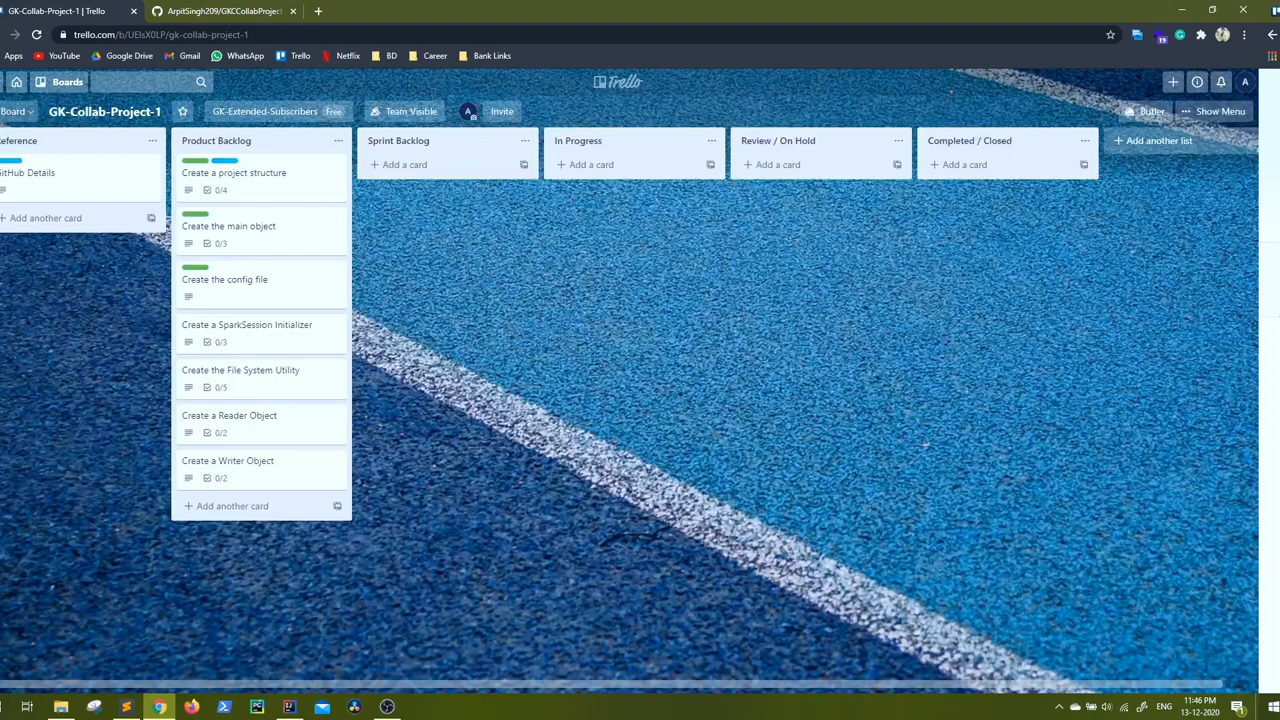 GK-Collab-Project-1 | Trello
ArpitSingh209/GKCCollabProject
trello.com/b/UEIsX0LP/gk-collab-project-1
19
Apps
YouTube
Google Drive
Gmail
WhatsApp
Trello
Netflix
BD
Career
Bank Links
Boards
Trello
A
Board
GK-Collab-Project-1
GK-Extended-Subscribers
Free
Team Visible
A
Invite
Butler
Show Menu
eference
itHub Details
Add another card
Product Backlog
Create a project structure
0/4
Create the main object
0/3
Create the config file
Create a SparkSession Initializer
0/3
Create the File System Utility
0/5
Create a Reader Object
0/2
Create a Writer Object
0/2
Add another card
Sprint Backlog
Add a card
In Progress
Add a card
Review / On Hold
Add a card
Completed / Closed
Add a card
Add another list
ENG
11:46 PM
13-12-2020